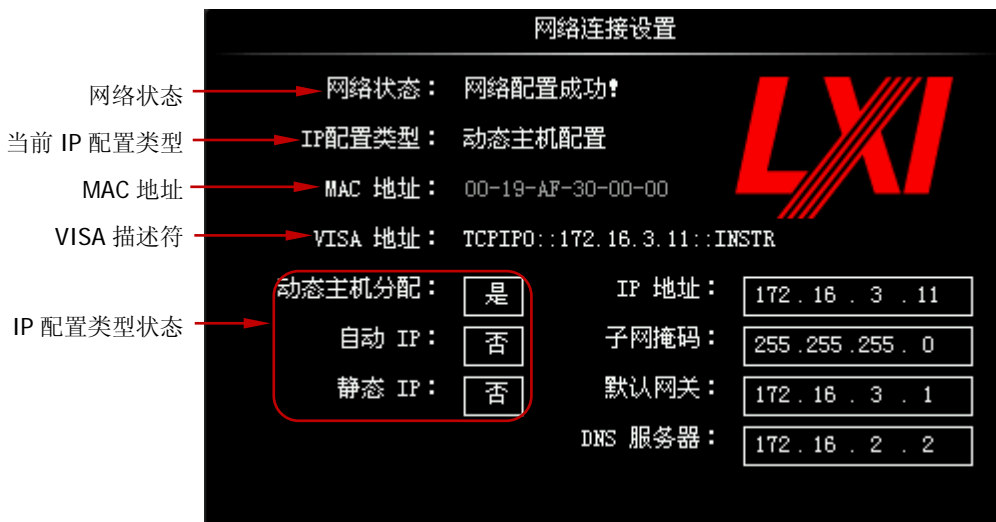 网络连接设置
网络状态
网络状态： 网络配置成功!
当前 IP 配置类型
IP配置类型： 动态主机配置
MAC 地址
MAC 地址： 00-19-AF-30-00-00
VISA 描述符
VISA 地址： TCPIP0::172.16.3.11::INSTR
LXI
IP 配置类型状态
动态主机分配： 是
自动 IP： 否
静态 IP： 否
IP 地址： 172 . 16 . 3 . 11
子网掩码： 255 . 255 . 255 . 0
默认网关： 172 . 16 . 3 . 1
DNS 服务器： 172 . 16 . 2 . 2